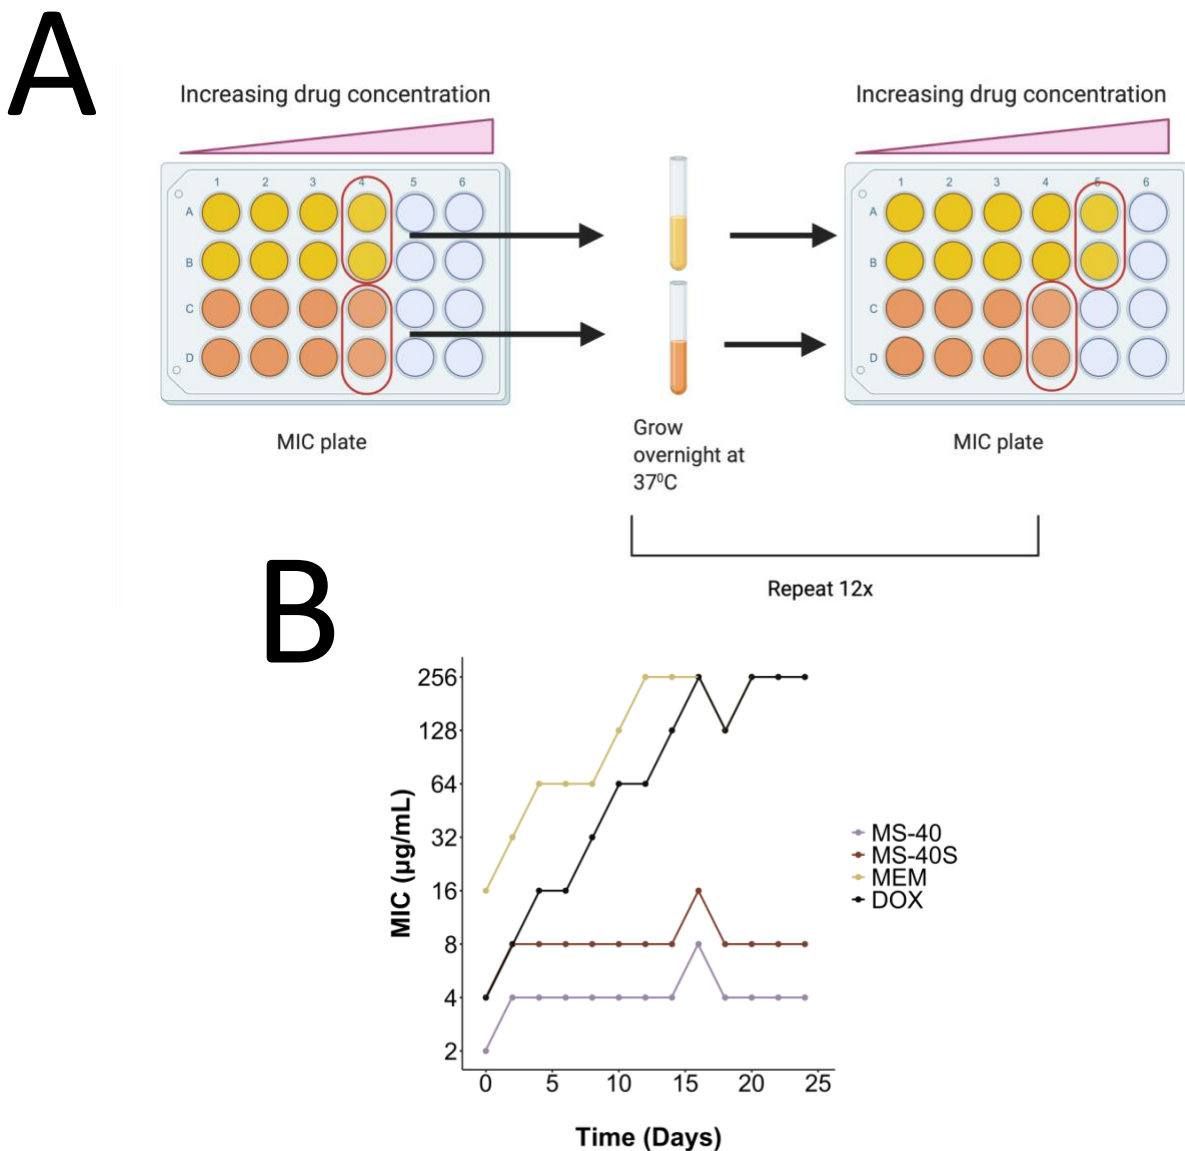 A
Increasing drug concentration
Increasing drug concentration
1 2 3 4 5 6
1 2 3 4 5 6
A
B
C
D
A
B
C
D
MIC plate
Grow
overnight at
37⁰C
MIC plate
Repeat 12x
B
256
128
64
32
16
8
4
2
MIC (µg/mL)
0 5 10 15 20 25
Time (Days)
MS-40
MS-40S
MEM
DOX